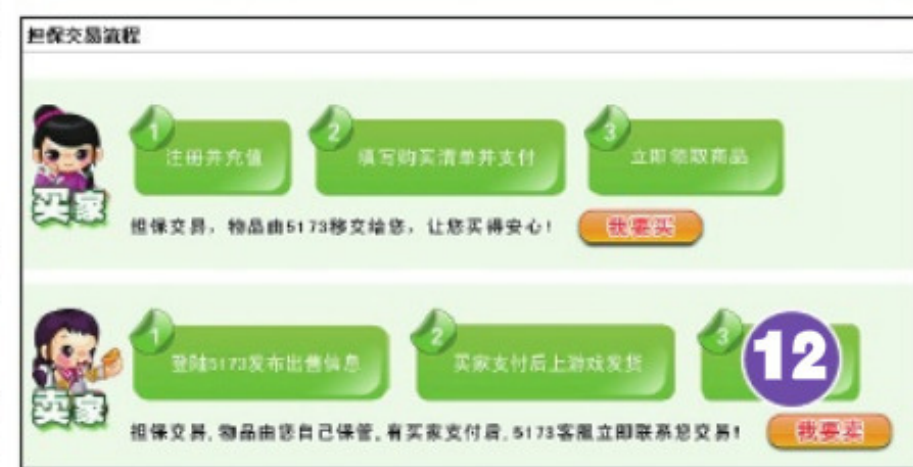 担保交易流程
1 注册并充值
2 填写购买清单并支付
3 立即领取商品
买家
担保交易，物品由5173移交给您，让您买得安心！
我要买
1 登陆5173发布出售信息
2 买家支付后上游戏发货
3
12
卖家
担保交易，物品由您自己保管，有买家支付后，5173客服立即联系您交易！
我要卖